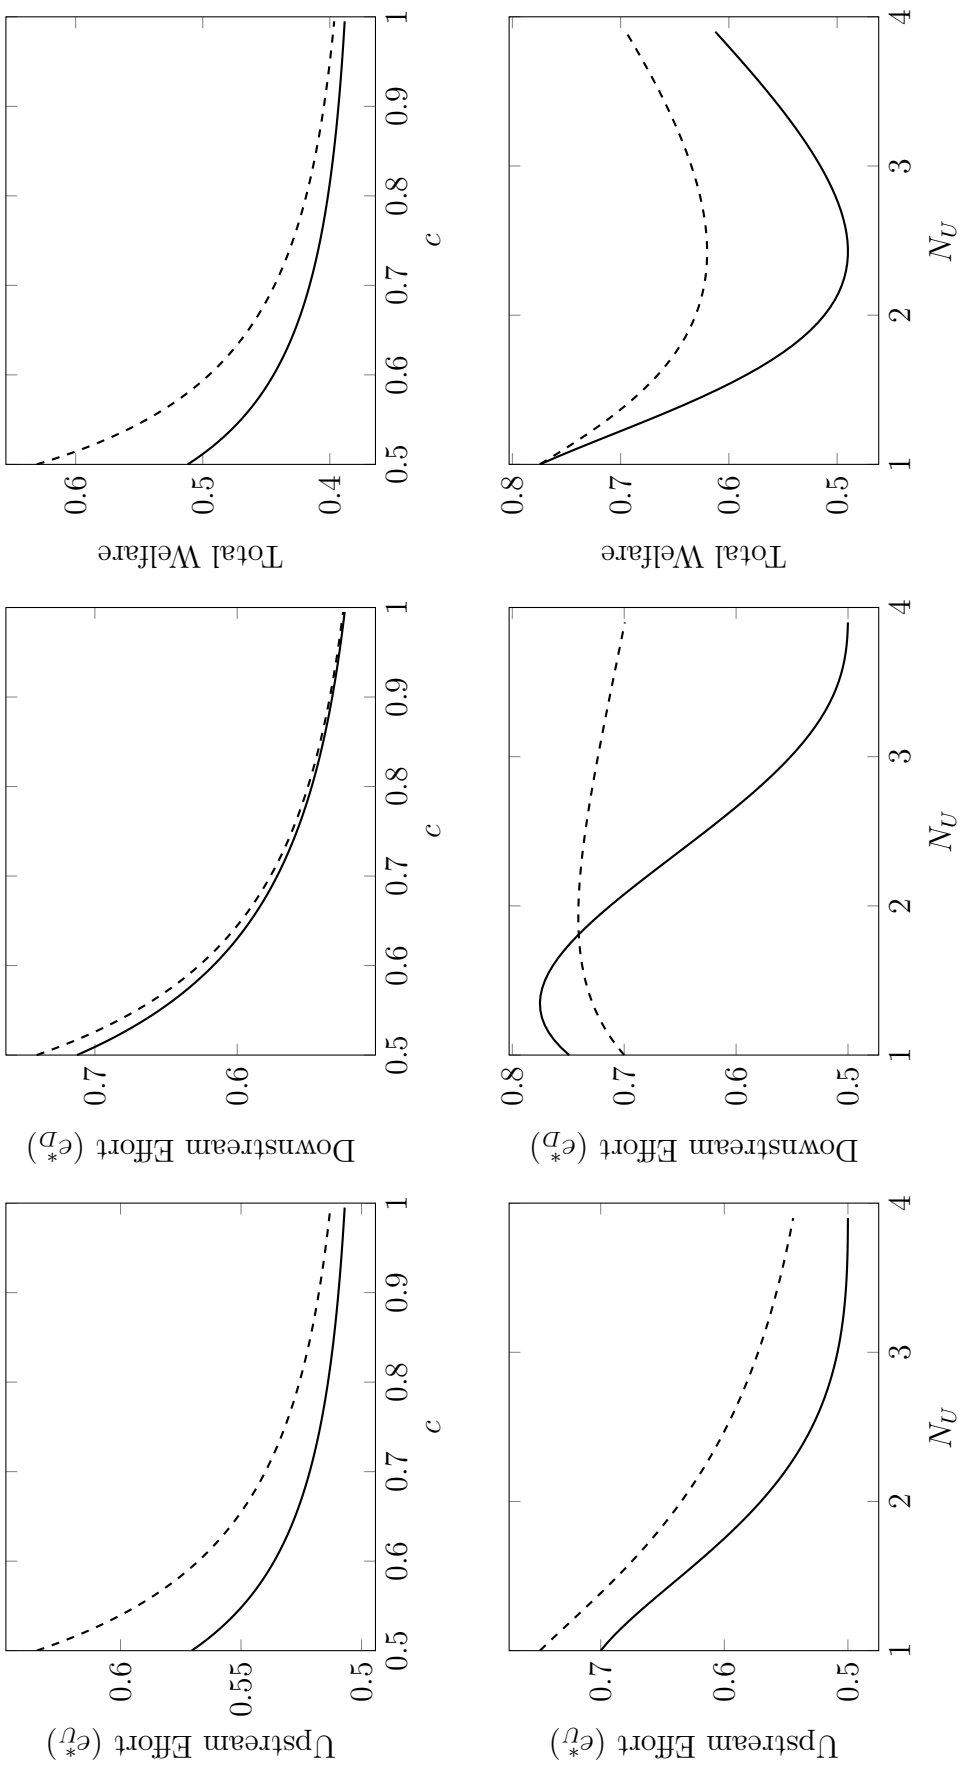 Upstream Effort (e*_U)
0.6
0.55
0.5
0.5 0.6 0.7 0.8 0.9 1
c
Downstream Effort (e*_D)
0.7
0.6
0.5 0.6 0.7 0.8 0.9 1
c
Total Welfare
0.6
0.5
0.4
0.5 0.6 0.7 0.8 0.9 1
c
Upstream Effort (e*_U)
0.7
0.6
0.5
1 2 3 4
N_U
Downstream Effort (e*_D)
0.8
0.7
0.6
0.5
1 2 3 4
N_U
Total Welfare
0.8
0.7
0.6
0.5
1 2 3 4
N_U